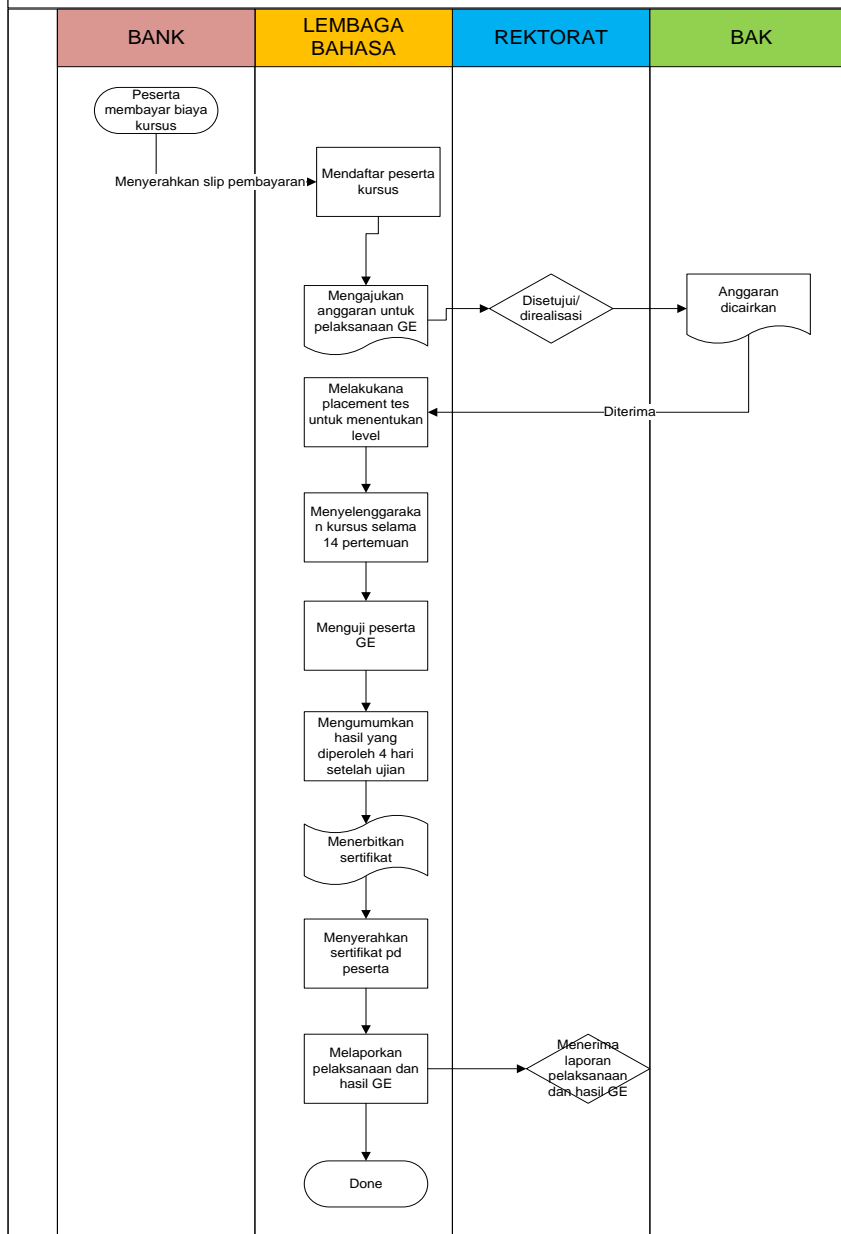 BANK
LEMBAGA
BAHASA
REKTORAT
BAK
Peserta
membayar biaya
kursus
Menyerahkan slip pembayaran
Mendaftar peserta
kursus
Mengajukan
anggaran untuk
pelaksanaan GE
Disetujui/
direalisasi
Anggaran
dicairkan
Diterima
Melakukana
placement tes
untuk menentukan
level
Menyelenggaraka
n kursus selama
14 pertemuan
Menguji peserta
GE
Mengumumkan
hasil yang
diperoleh 4 hari
setelah ujian
Menerbitkan
sertifikat
Menyerahkan
sertifikat pd
peserta
Melaporkan
pelaksanaan dan
hasil GE
Menerima
laporan
pelaksanaan
dan hasil GE
Done